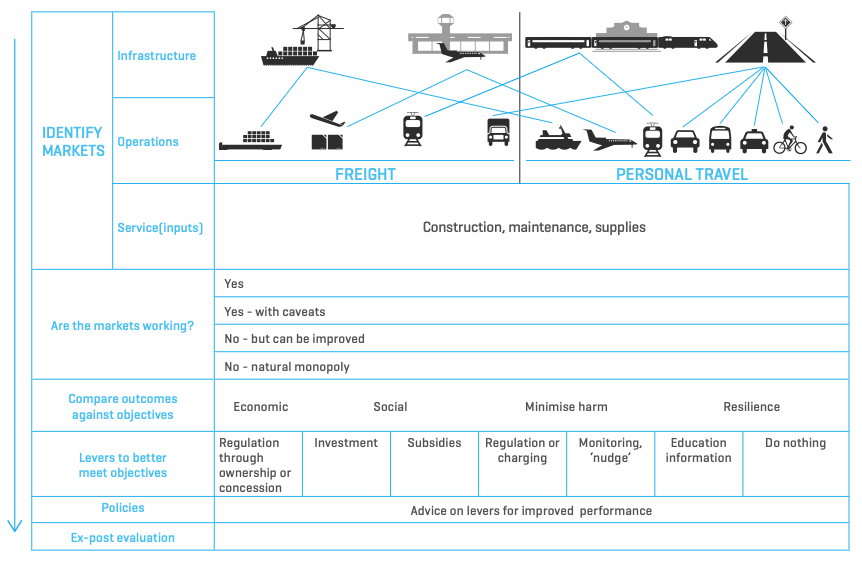 Infrastructure
IDENTIFY
MARKETS
Operations
FREIGHT
PERSONAL TRAVEL
Service(inputs)
Construction, maintenance, supplies
Are the markets working?
Yes
Yes - with caveats
No - but can be improved
No - natural monopoly
Compare outcomes
against objectives
Economic
Social
Minimise harm
Resilience
Levers to better
meet objectives
Regulation
through
ownership or
concession
Investment
Subsidies
Regulation or
charging
Monitoring,
‘nudge’
Education
information
Do nothing
Policies
Advice on levers for improved performance
Ex-post evaluation